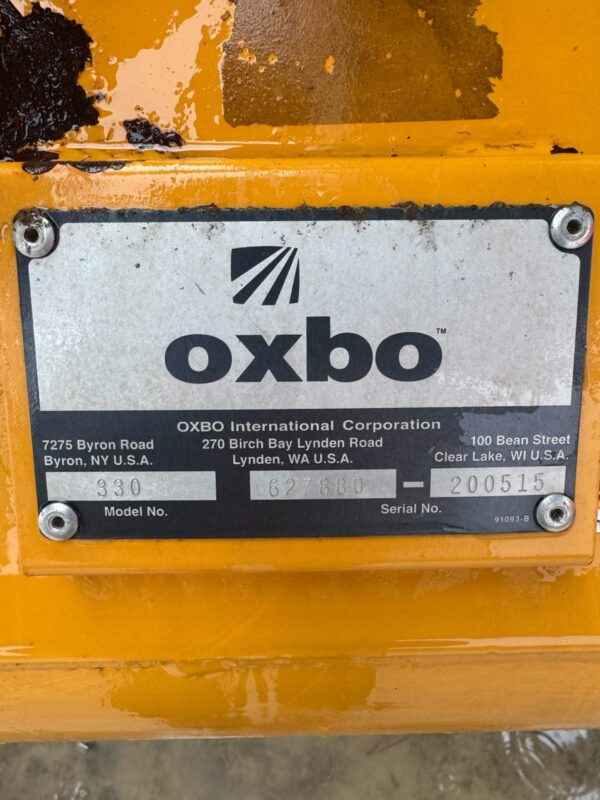 oxbo™
OXBO International Corporation
7275 Byron Road
Byron, NY U.S.A.
270 Birch Bay Lynden Road
Lynden, WA U.S.A.
100 Bean Street
Clear Lake, WI U.S.A.
330
Model No.
- 200515
Serial No.
91093-B